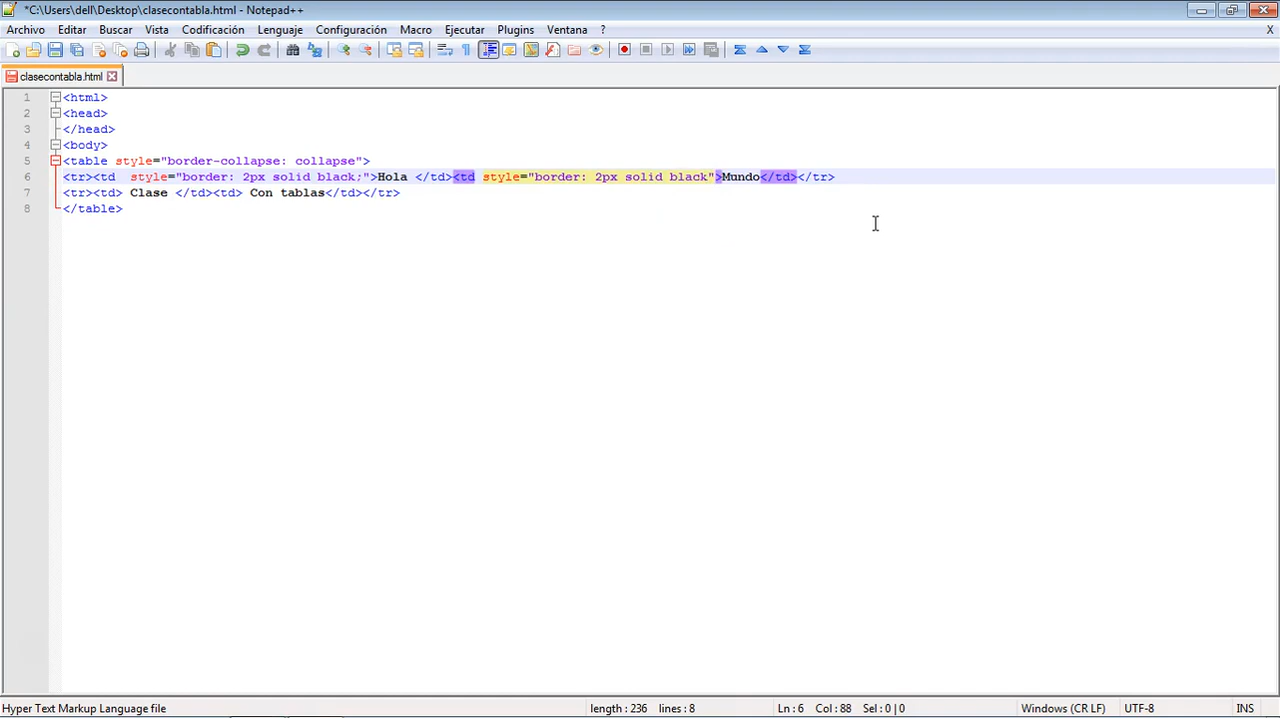 *C:\Users\dell\Desktop\clasecontabla.html - Notepad++
Archivo Editar Buscar Vista Codificación Lenguaje Configuración Macro Ejecutar Plugins Ventana ? X
clasecontabla.html
1 <html>
2 <head>
3 </head>
4 <body>
5 <table style="border-collapse: collapse">
6 <tr><td  style="border: 2px solid black;">Hola </td><td style="border: 2px solid black">Mundo</td></tr>
7 <tr><td> Clase </td><td> Con tablas</td></tr>
8 </table>
Hyper Text Markup Language file length : 236 lines : 8 Ln : 6 Col : 88 Sel : 0 | 0 Windows (CR LF) UTF-8 INS